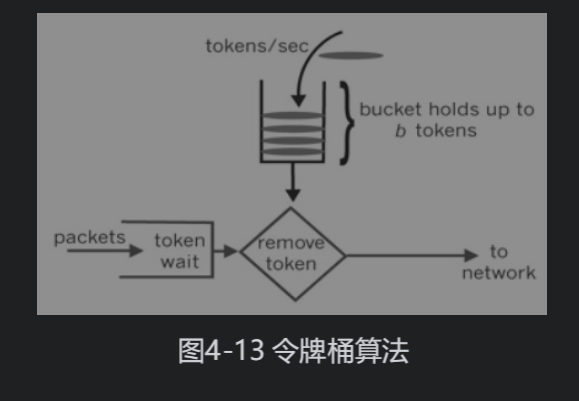 tokens/sec
bucket holds up to
b tokens
packets
token
wait
remove
token
to
network
图4-13 令牌桶算法